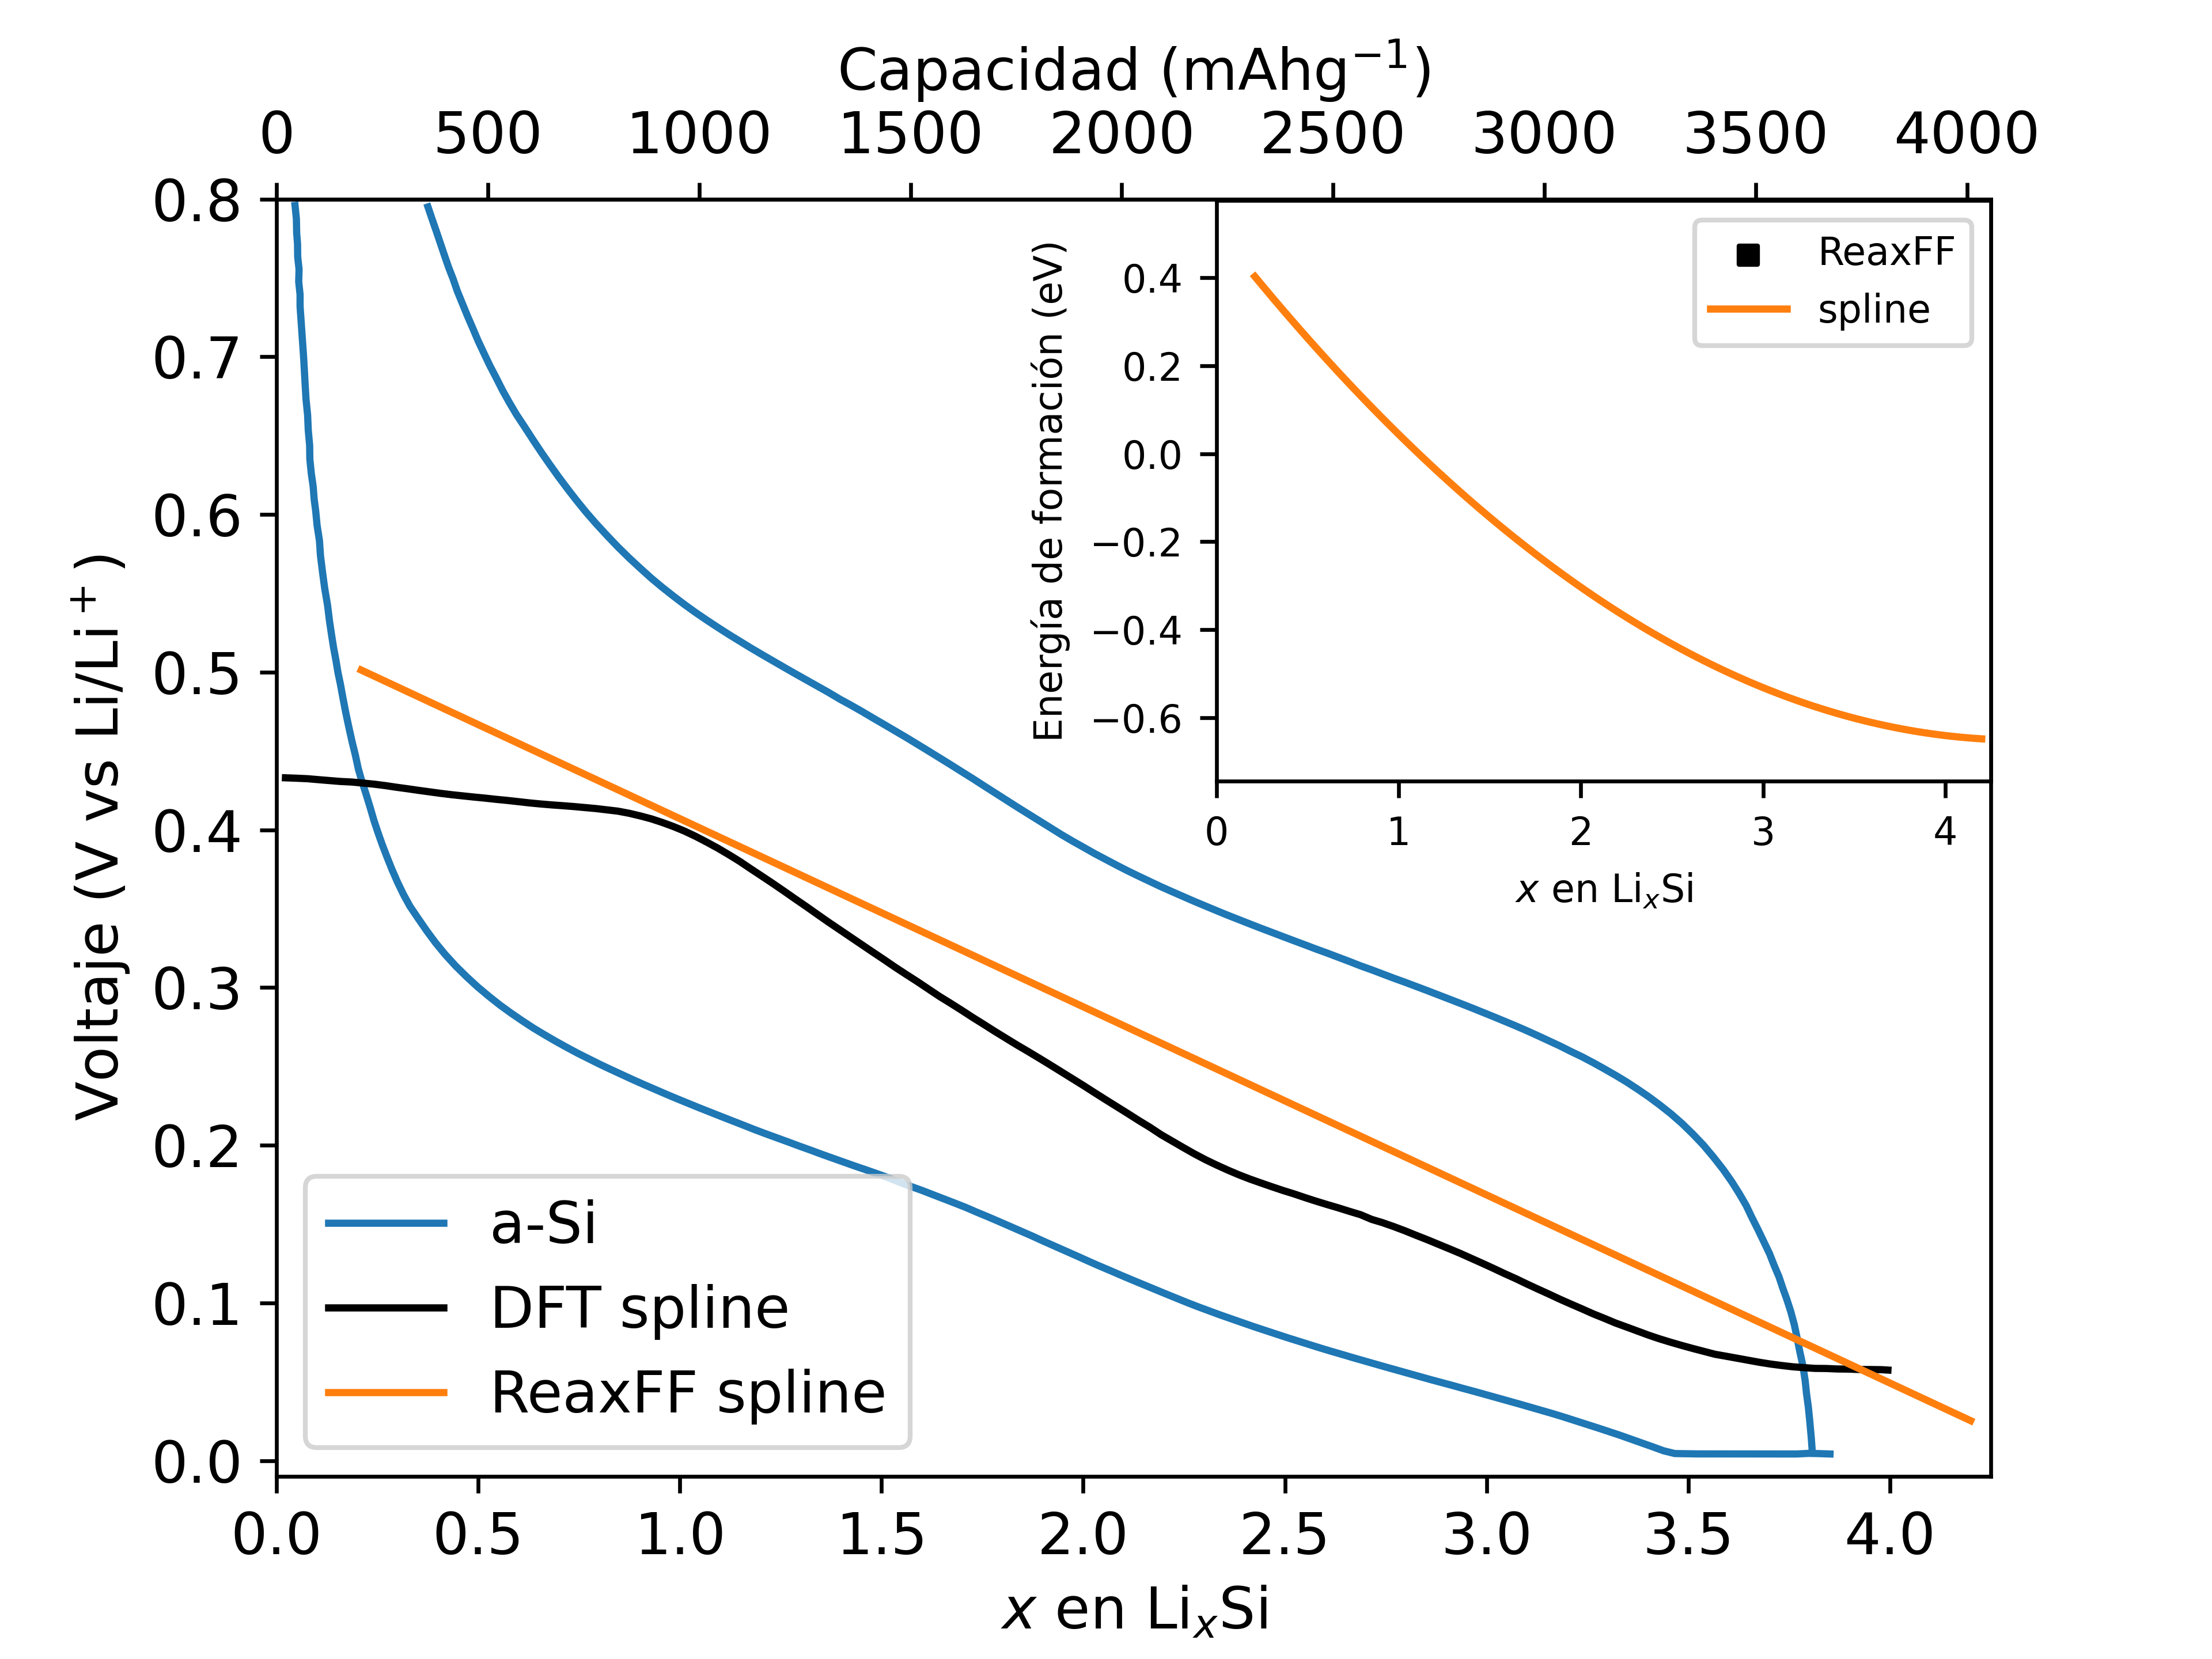 Capacidad (mAhg⁻¹)
0 500 1000 1500 2000 2500 3000 3500 4000
Voltaje (V vs Li/Li⁺)
0.8
0.7
0.6
0.5
0.4
0.3
0.2
0.1
0.0
a-Si
DFT spline
ReaxFF spline
0.0 0.5 1.0 1.5 2.0 2.5 3.0 3.5 4.0
x en LiₓSi
Energía de formación (eV)
0.4
0.2
0.0
−0.2
−0.4
−0.6
ReaxFF
spline
0 1 2 3 4
x en LiₓSi